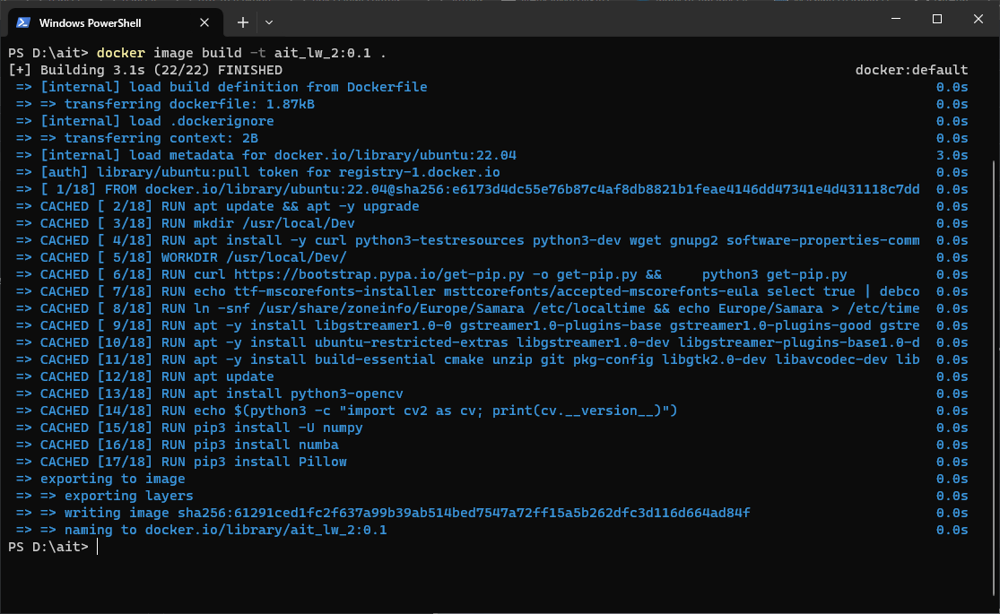 Windows PowerShell
PS D:\ait> docker image build -t ait_lw_2:0.1 .
[+] Building 3.1s (22/22) FINISHED docker:default
=> [internal] load build definition from Dockerfile 0.0s
=> => transferring dockerfile: 1.87kB 0.0s
=> [internal] load .dockerignore 0.0s
=> => transferring context: 2B 0.0s
=> [internal] load metadata for docker.io/library/ubuntu:22.04 3.0s
=> [auth] library/ubuntu:pull token for registry-1.docker.io 0.0s
=> [ 1/18] FROM docker.io/library/ubuntu:22.04@sha256:e6173d4dc55e76b87c4af8db8821b1feae4146dd47341e4d431118c7dd 0.0s
=> CACHED [ 2/18] RUN apt update && apt -y upgrade 0.0s
=> CACHED [ 3/18] RUN mkdir /usr/local/Dev 0.0s
=> CACHED [ 4/18] RUN apt install -y curl python3-testresources python3-dev wget gnupg2 software-properties-comm 0.0s
=> CACHED [ 5/18] WORKDIR /usr/local/Dev/ 0.0s
=> CACHED [ 6/18] RUN curl https://bootstrap.pypa.io/get-pip.py -o get-pip.py &&     python3 get-pip.py 0.0s
=> CACHED [ 7/18] RUN echo ttf-mscorefonts-installer msttcorefonts/accepted-mscorefonts-eula select true | debco 0.0s
=> CACHED [ 8/18] RUN ln -snf /usr/share/zoneinfo/Europe/Samara /etc/localtime && echo Europe/Samara > /etc/time 0.0s
=> CACHED [ 9/18] RUN apt -y install libgstreamer1.0-0 gstreamer1.0-plugins-base gstreamer1.0-plugins-good gstre 0.0s
=> CACHED [10/18] RUN apt -y install ubuntu-restricted-extras libgstreamer1.0-dev libgstreamer-plugins-base1.0-d 0.0s
=> CACHED [11/18] RUN apt -y install build-essential cmake unzip git pkg-config libgtk2.0-dev libavcodec-dev lib 0.0s
=> CACHED [12/18] RUN apt update 0.0s
=> CACHED [13/18] RUN apt install python3-opencv 0.0s
=> CACHED [14/18] RUN echo $(python3 -c "import cv2 as cv; print(cv.__version__)") 0.0s
=> CACHED [15/18] RUN pip3 install -U numpy 0.0s
=> CACHED [16/18] RUN pip3 install numba 0.0s
=> CACHED [17/18] RUN pip3 install Pillow 0.0s
=> exporting to image 0.0s
=> => exporting layers 0.0s
=> => writing image sha256:61291ced1fc2f637a99b39ab514bed7547a72ff15a5b262dfc3d116d664ad84f 0.0s
=> => naming to docker.io/library/ait_lw_2:0.1 0.0s
PS D:\ait>